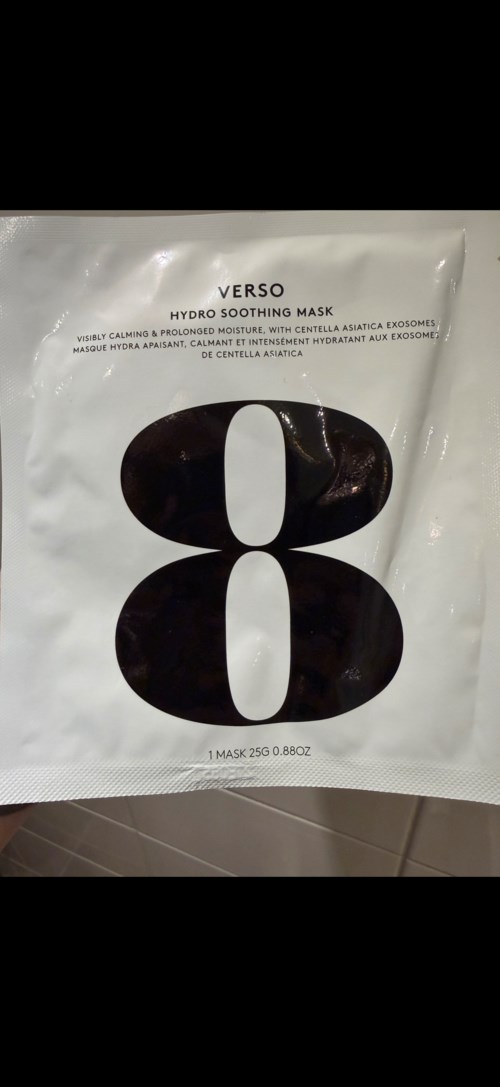 VERSO
HYDRO SOOTHING MASK
VISIBLY CALMING & PROLONGED MOISTURE, WITH CENTELLA ASIATICA EXOSOMES
MASQUE HYDRA APAISANT, CALMANT ET INTENSÉMENT HYDRATANT AUX EXOSOMES
DE CENTELLA ASIATICA
8
1 MASK 25G 0.88OZ